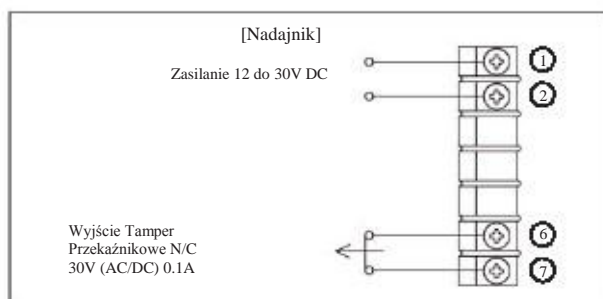 [Nadajnik]
Zasilanie 12 do 30V DC
1
2
Wyjście Tamper
Przekaźnikowe N/C
30V (AC/DC) 0.1A
6
7